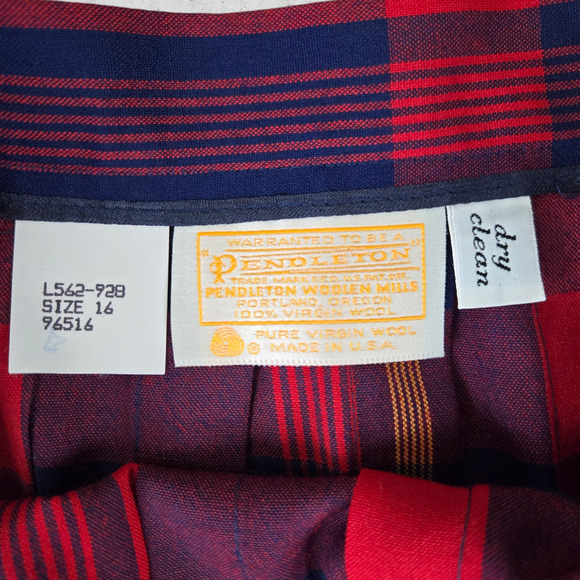 L562-928
SIZE 16
96516
WARRANTED TO BE A
"PENDLETON"
TRADE MARK REG. U.S. PAT. OFF.
PENDLETON WOOLEN MILLS
PORTLAND, OREGON
100% VIRGIN WOOL
®
PURE VIRGIN WOOL
MADE IN U.S.A.
dry
clean